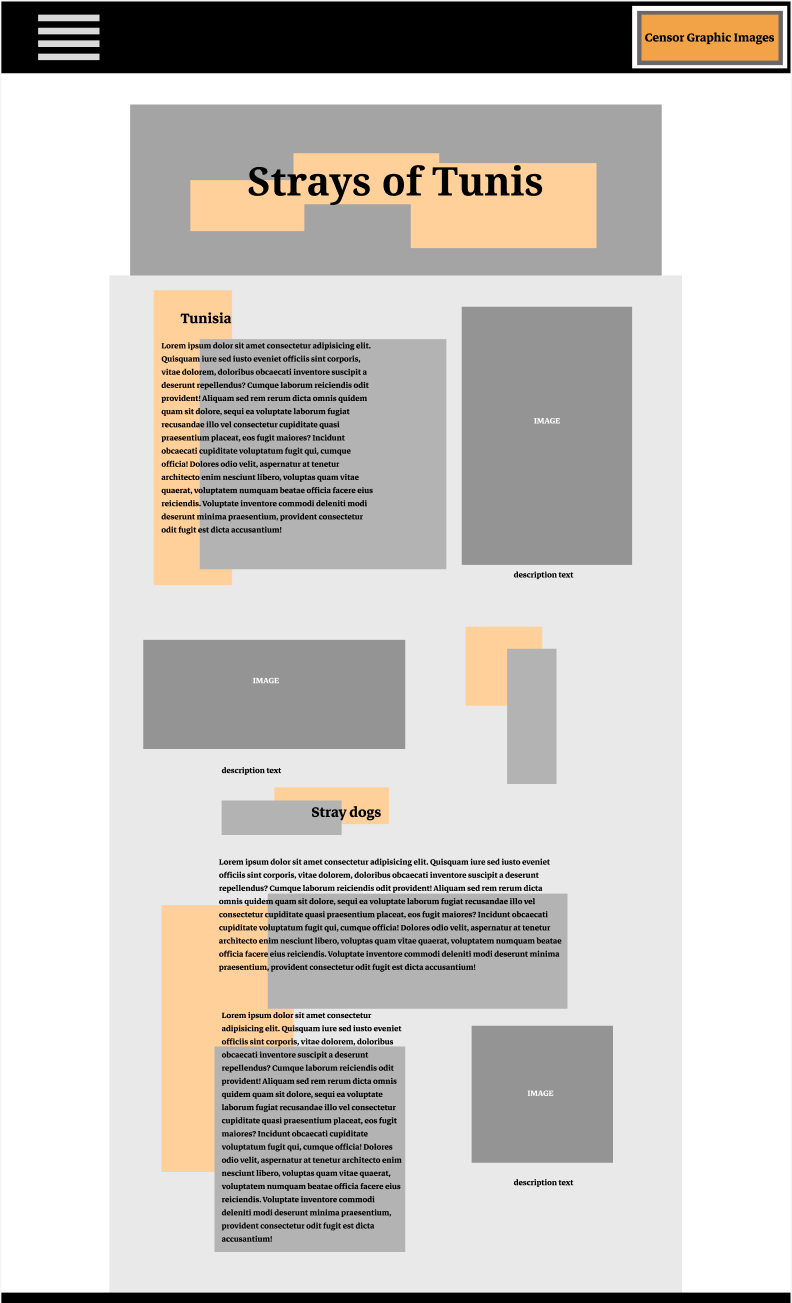 Censor Graphic Images
Strays of Tunis
Tunisia
Lorem ipsum dolor sit amet consectetur adipisicing elit.
Quisquam iure sed iusto eveniet officiis sint corporis,
vitae dolorem, doloribus obcaecati inventore suscipit a
deserunt repellendus? Cumque laborum reiciendis odit
provident! Aliquam sed rem rerum dicta omnis quidem
quam sit dolore, sequi ea voluptate laborum fugiat
recusandae illo vel consectetur cupiditate quasi
praesentium placeat, eos fugit maiores? Incidunt
obcaecati cupiditate voluptatum fugit qui, cumque
officia! Dolores odio velit, aspernatur at tenetur
architecto enim nesciunt libero, voluptas quam vitae
quaerat, voluptatem numquam beatae officia facere eius
reiciendis. Voluptate inventore commodi deleniti modi
deserunt minima praesentium, provident consectetur
odit fugit est dicta accusantium!
IMAGE
description text
IMAGE
description text
Stray dogs
Lorem ipsum dolor sit amet consectetur adipisicing elit. Quisquam iure sed iusto eveniet
officiis sint corporis, vitae dolorem, doloribus obcaecati inventore suscipit a deserunt
repellendus? Cumque laborum reiciendis odit provident! Aliquam sed rem rerum dicta
omnis quidem quam sit dolore, sequi ea voluptate laborum fugiat recusandae illo vel
consectetur cupiditate quasi praesentium placeat, eos fugit maiores? Incidunt obcaecati
cupiditate voluptatum fugit qui, cumque officia! Dolores odio velit, aspernatur at tenetur
architecto enim nesciunt libero, voluptas quam vitae quaerat, voluptatem numquam beatae
officia facere eius reiciendis. Voluptate inventore commodi deleniti modi deserunt minima
praesentium, provident consectetur odit fugit est dicta accusantium!
Lorem ipsum dolor sit amet consectetur
adipisicing elit. Quisquam iure sed iusto eveniet
officiis sint corporis, vitae dolorem, doloribus
obcaecati inventore suscipit a deserunt
repellendus? Cumque laborum reiciendis odit
provident! Aliquam sed rem rerum dicta omnis
quidem quam sit dolore, sequi ea voluptate
laborum fugiat recusandae illo vel consectetur
cupiditate quasi praesentium placeat, eos fugit
maiores? Incidunt obcaecati cupiditate
voluptatum fugit qui, cumque officia! Dolores
odio velit, aspernatur at tenetur architecto enim
nesciunt libero, voluptas quam vitae quaerat,
voluptatem numquam beatae officia facere eius
reiciendis. Voluptate inventore commodi
deleniti modi deserunt minima praesentium,
provident consectetur odit fugit est dicta
accusantium!
IMAGE
description text